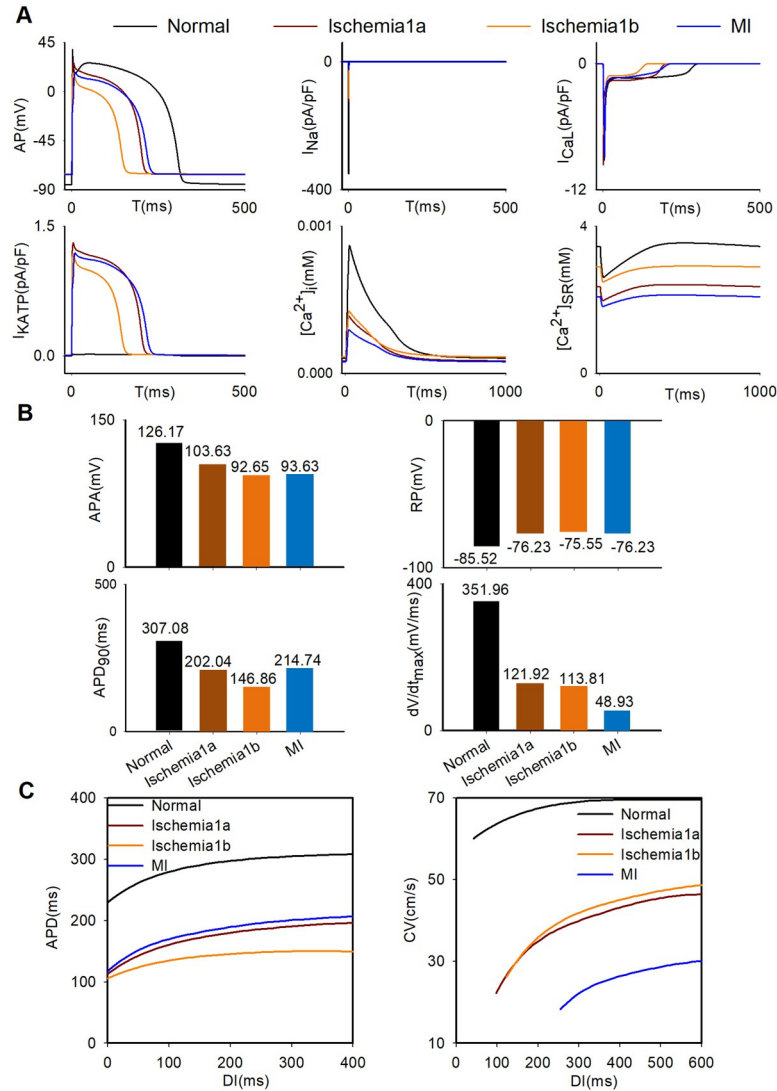 A
Normal Ischemia1a Ischemia1b MI
45
0
-45
-90
AP(mV)
T(ms)
500
0
-400
INa(pA/pF)
T(ms)
500
0
-12
ICaL(pA/pF)
T(ms)
500
1.5
0.0
IKATP(pA/pF)
T(ms)
500
0.001
0.000
[Ca2+]i(mM)
T(ms)
1000
4
0
[Ca2+]SR(mM)
T(ms)
1000
B
150
0
APA(mV)
126.17
103.63
92.65
93.63
0
-100
RP(mV)
-85.52
-76.23
-75.55
-76.23
500
0
APD90(ms)
307.08
202.04
146.86
214.74
Normal
Ischemia1a
Ischemia1b
MI
400
0
dV/dtmax(mV/ms)
351.96
121.92
113.81
48.93
Normal
Ischemia1a
Ischemia1b
MI
C
400
300
200
100
0
APD(ms)
Normal
Ischemia1a
Ischemia1b
MI
0 100 200 300 400
DI(ms)
70
50
30
10
CV(cm/s)
Normal
Ischemia1a
Ischemia1b
MI
0 100 200 300 400 500 600
DI(ms)